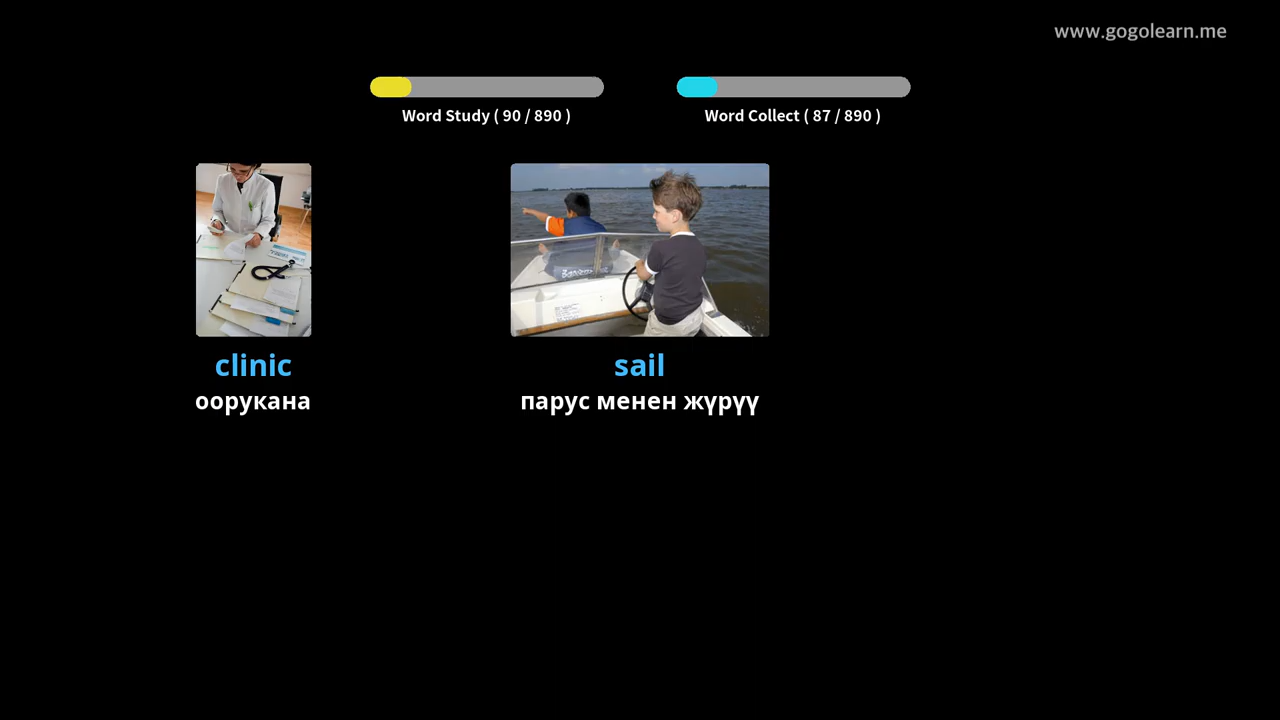 www.gogolearn.me
Word Study ( 90 / 890 )
Word Collect ( 87 / 890 )
clinic
оорукана
sail
парус менен жүрүү